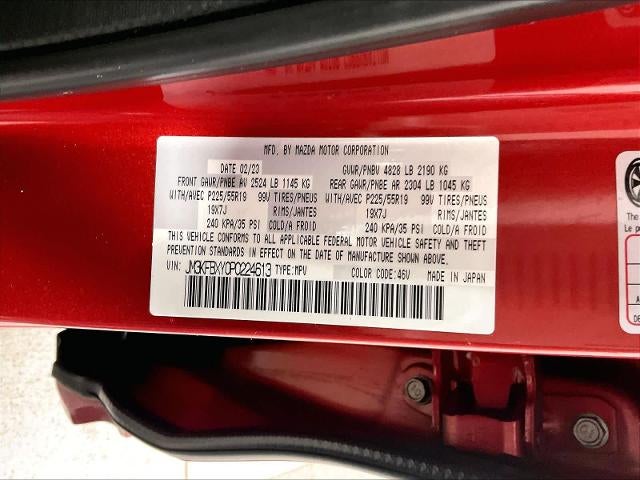 MFD. BY MAZDA MOTOR CORPORATION
DATE 02/23 GVWR/PNBV 4828 LB 2190 KG
FRONT GAWR/PNBE AV 2524 LB 1145 KG REAR GAWR/PNBE AR 2304 LB 1045 KG
WITH/AVEC P225/55R19 99V TIRES/PNEUS WITH/AVEC P225/55R19 99V TIRES/PNEUS
19X7J RIMS/JANTES 19X7J RIMS/JANTES
240 KPA/35 PSI COLD/A FROID 240 KPA/35 PSI COLD/A FROID
THIS VEHICLE CONFORMS TO ALL APPLICABLE FEDERAL MOTOR VEHICLE SAFETY AND THEFT
PREVENTION STANDARDS IN EFFECT ON THE DATE OF MANUFACTURE SHOWN ABOVE.
VIN: JM3KFBXY0P0224613 TYPE:MPV COLOR CODE:46V MADE IN JAPAN